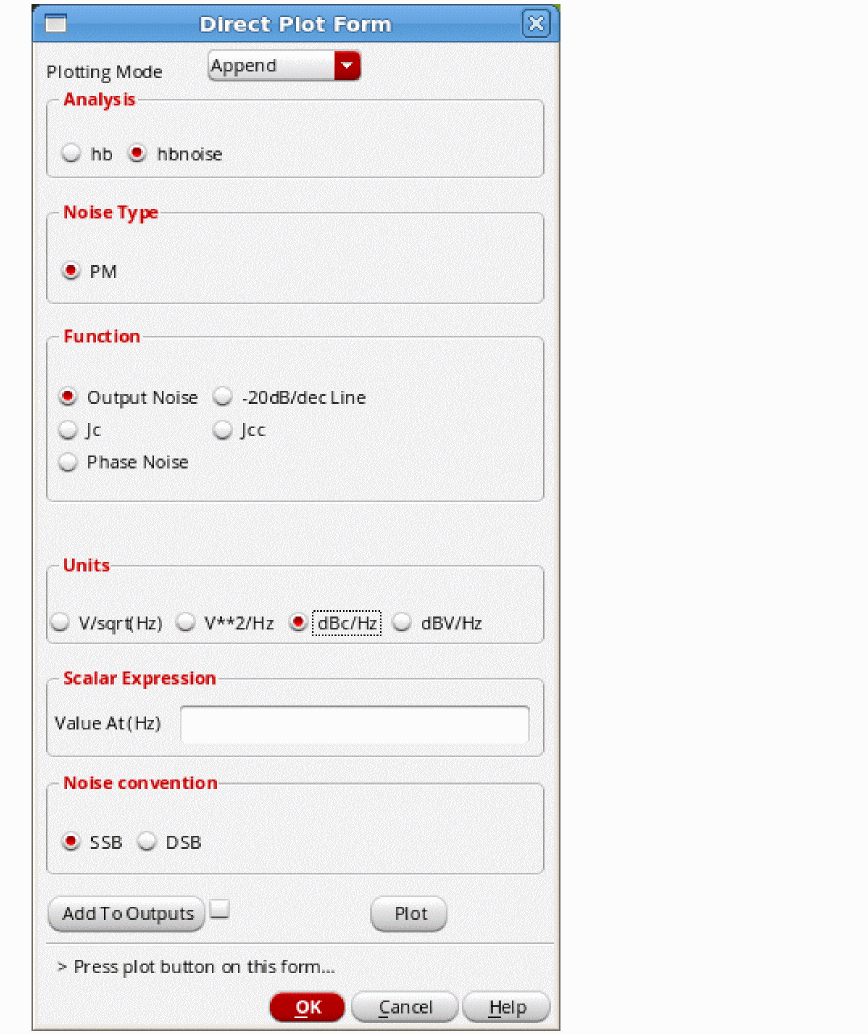 Direct Plot Form
Plotting Mode Append
Analysis
hb hbnoise
Noise Type
PM
Function
Output Noise -20dB/dec Line
Jc Jcc
Phase Noise
Units
V/sqrt(Hz) V**2/Hz dBc/Hz dBV/Hz
Scalar Expression
Value At(Hz)
Noise convention
SSB DSB
Add To Outputs Plot
> Press plot button on this form...
OK Cancel Help